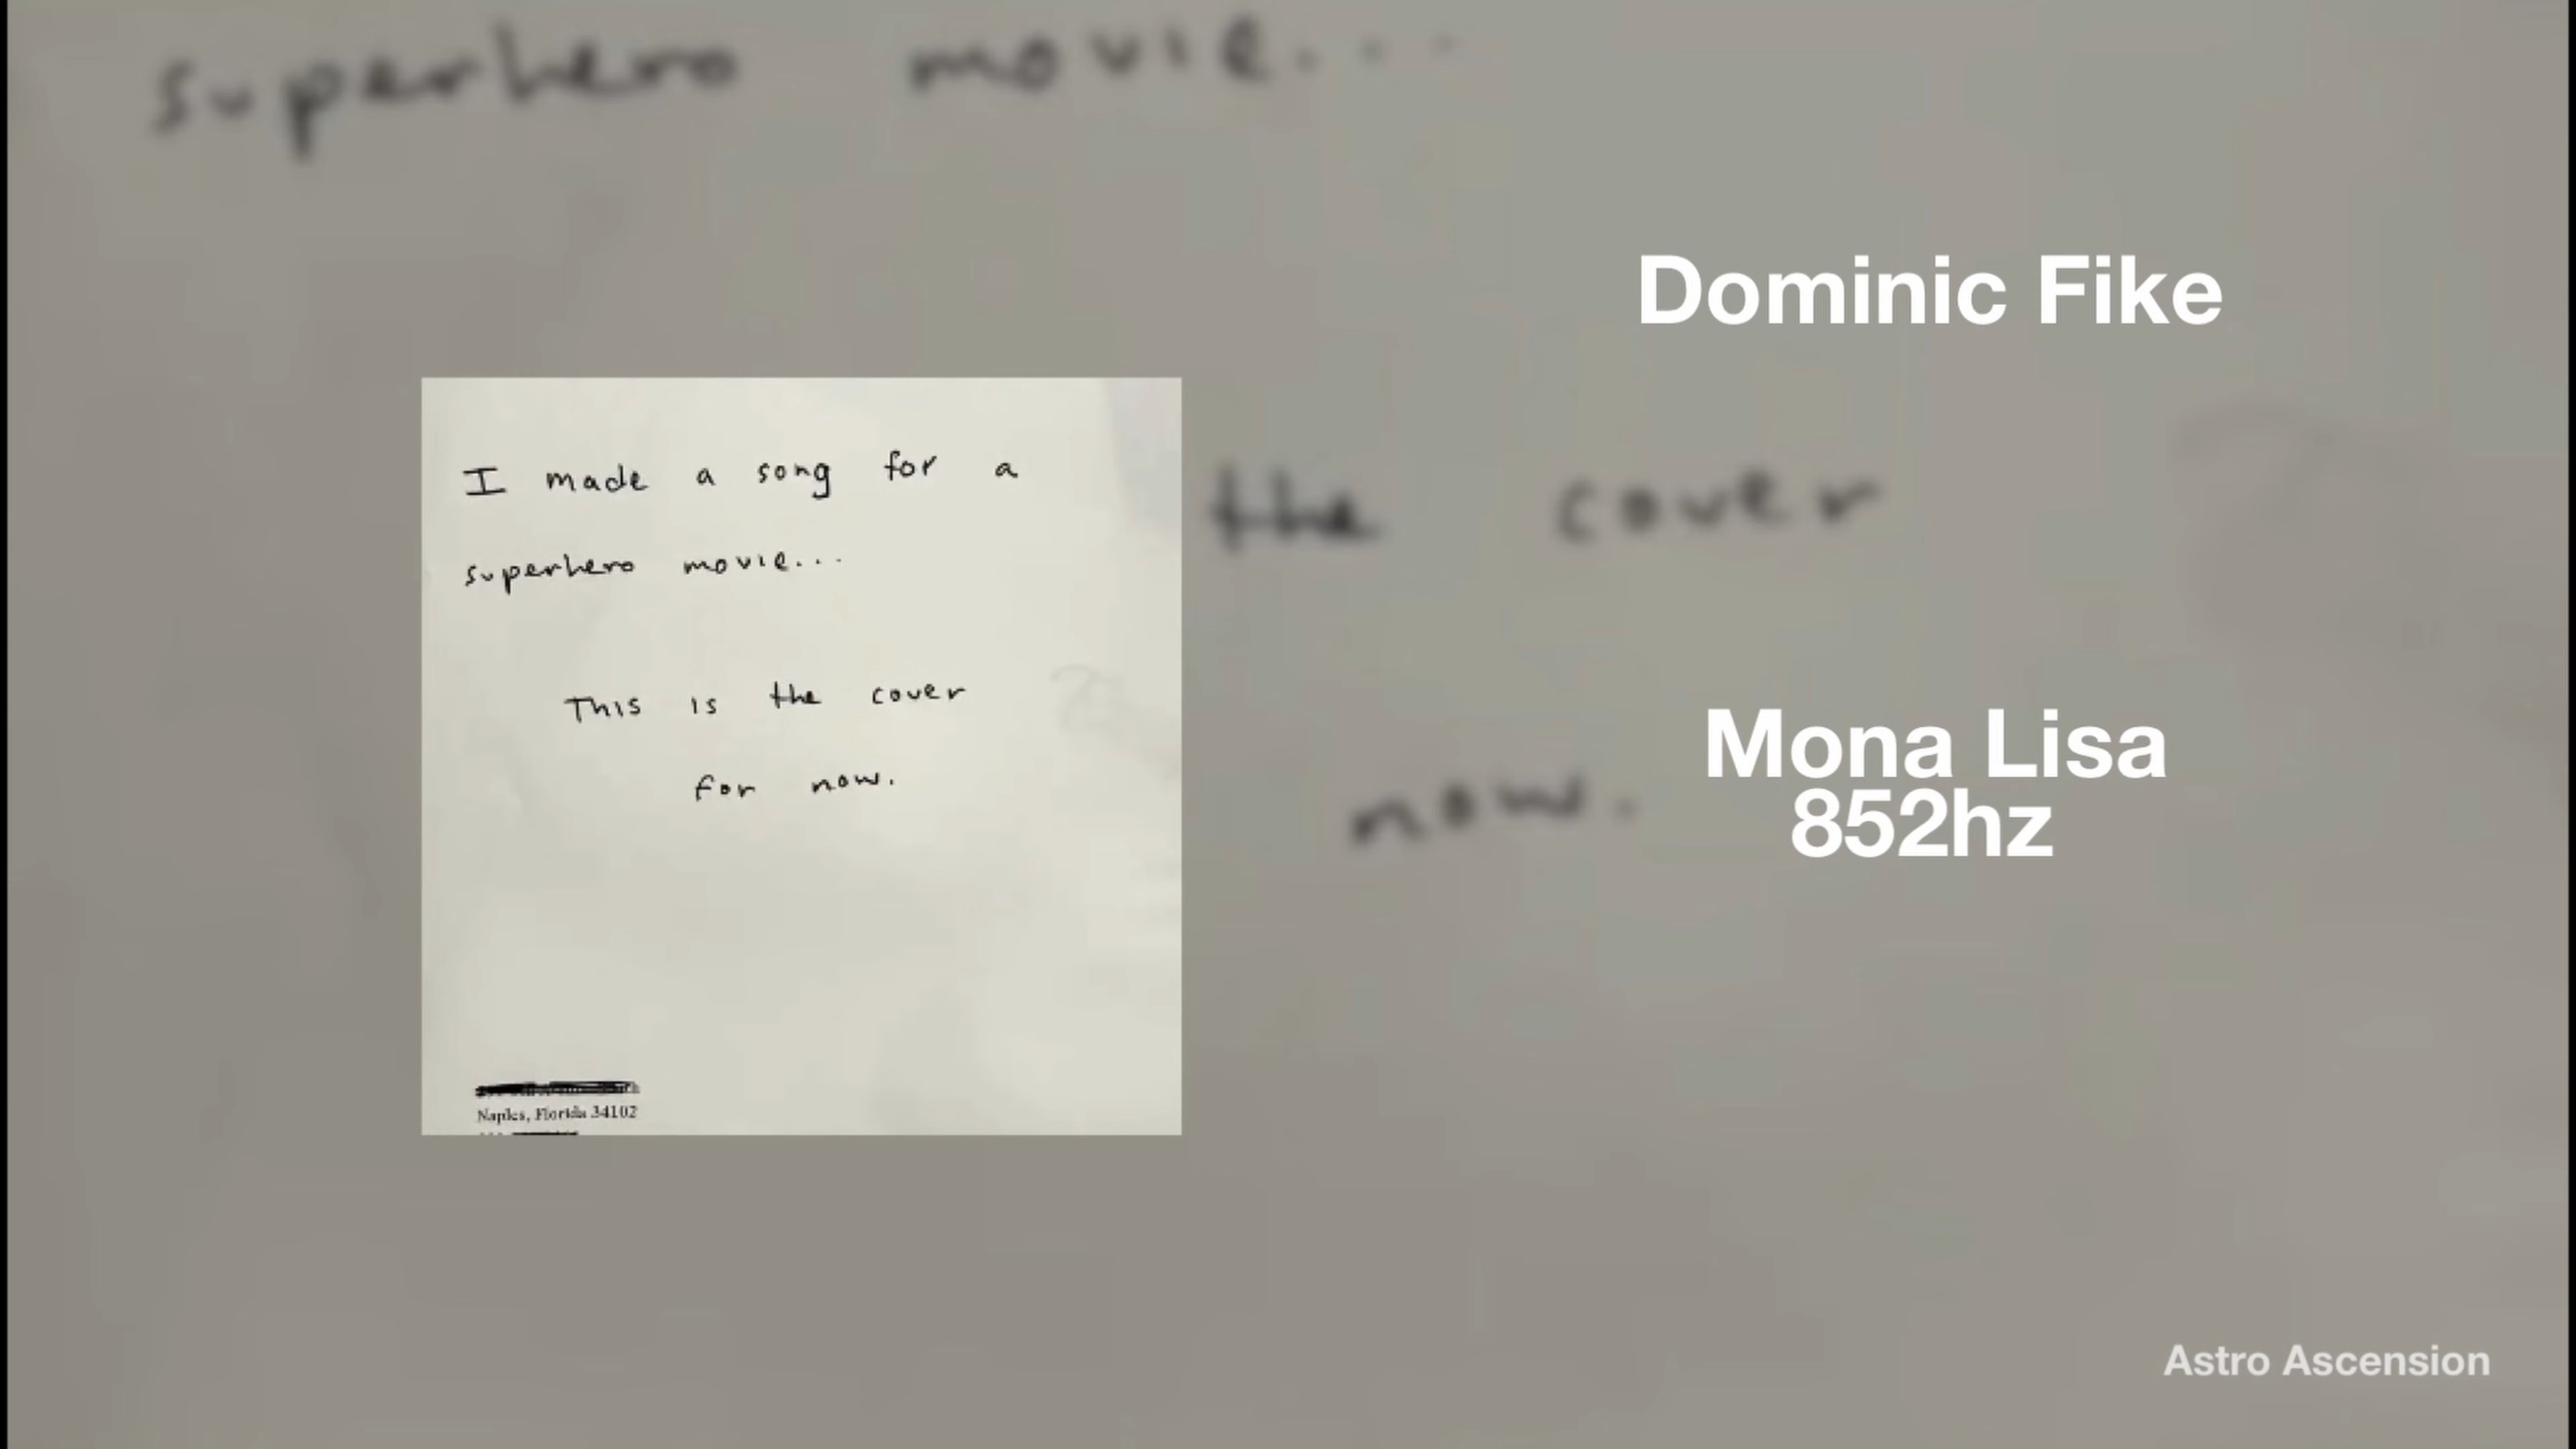 superhero movie...
Dominic Fike
I made a song for a
superhero movie...
This is the cover
for now.
Naples, Florida 34102
the cover
now.
Mona Lisa
852hz
Astro Ascension